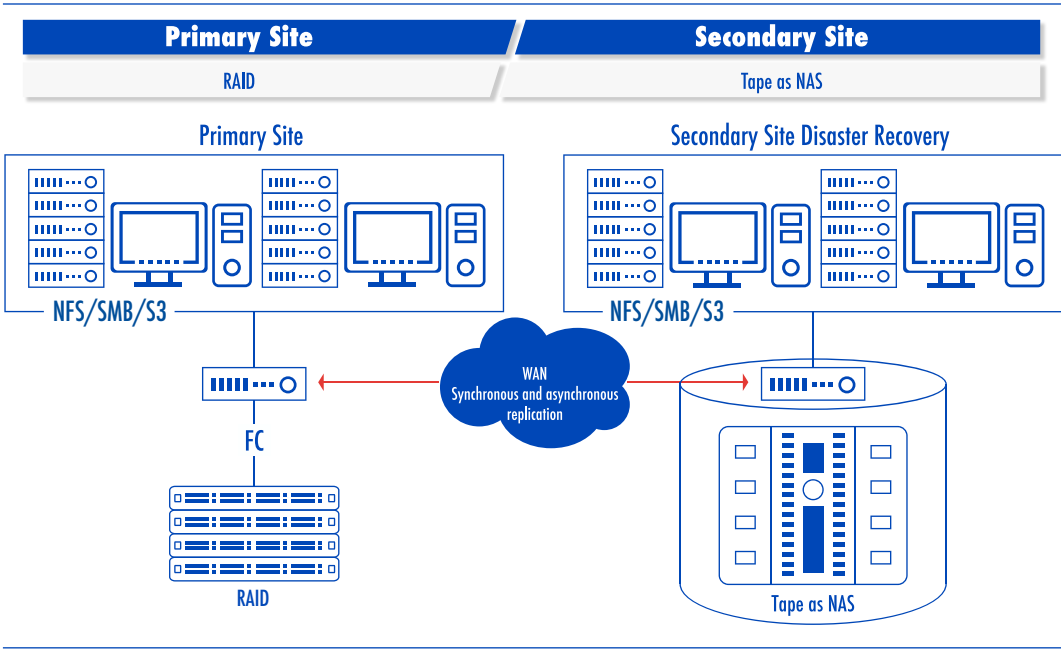 Primary Site
Secondary Site
RAID
Tape as NAS
Primary Site
Secondary Site Disaster Recovery
NFS/SMB/S3
NFS/SMB/S3
WAN
Synchronous and asynchronous
replication
FC
RAID
Tape as NAS